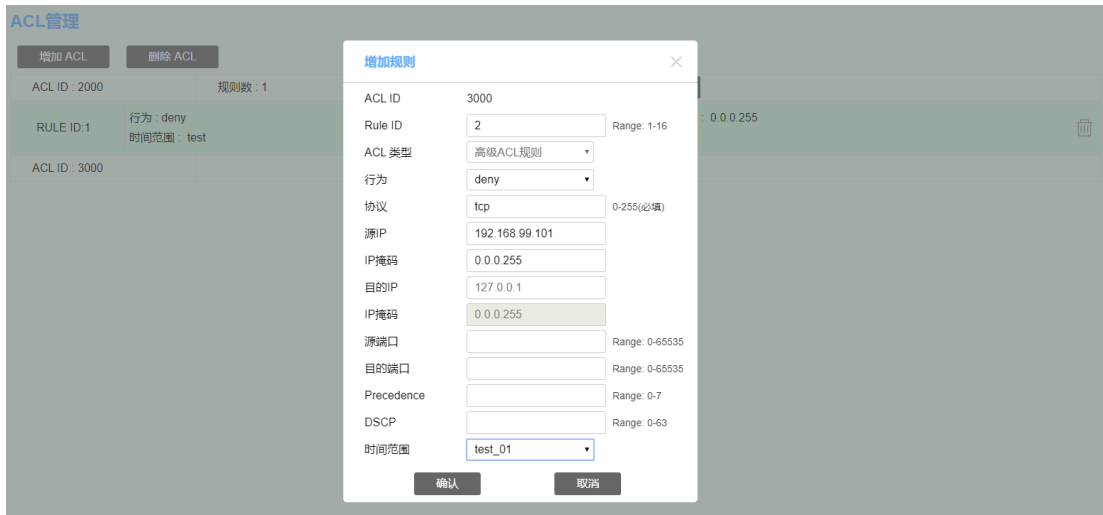 ACL管理
增加 ACL 删除 ACL
ACL ID : 2000 规则数 : 1
RULE ID:1 行为 : deny : 0.0.0.255
时间范围 : test
ACL ID : 3000
增加规则
ACL ID 3000
Rule ID 2 Range: 1-16
ACL 类型 高级ACL规则
行为 deny
协议 tcp 0-255(必填)
源IP 192.168.99.101
IP掩码 0.0.0.255
目的IP 127.0.0.1
IP掩码 0.0.0.255
源端口 Range: 0-65535
目的端口 Range: 0-65535
Precedence Range: 0-7
DSCP Range: 0-63
时间范围 test_01
确认 取消